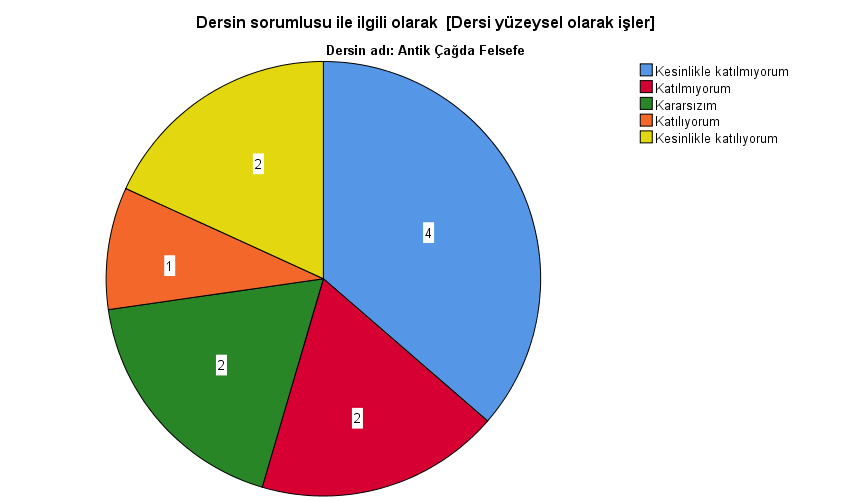 Dersin sorumlusu ile ilgili olarak [Dersi yüzeysel olarak işler]
Dersin adı: Antik Çağda Felsefe
Kesinlikle katılmıyorum
Katılmıyorum
Kararsızım
Katılıyorum
Kesinlikle katılıyorum
2
4
1
2
2